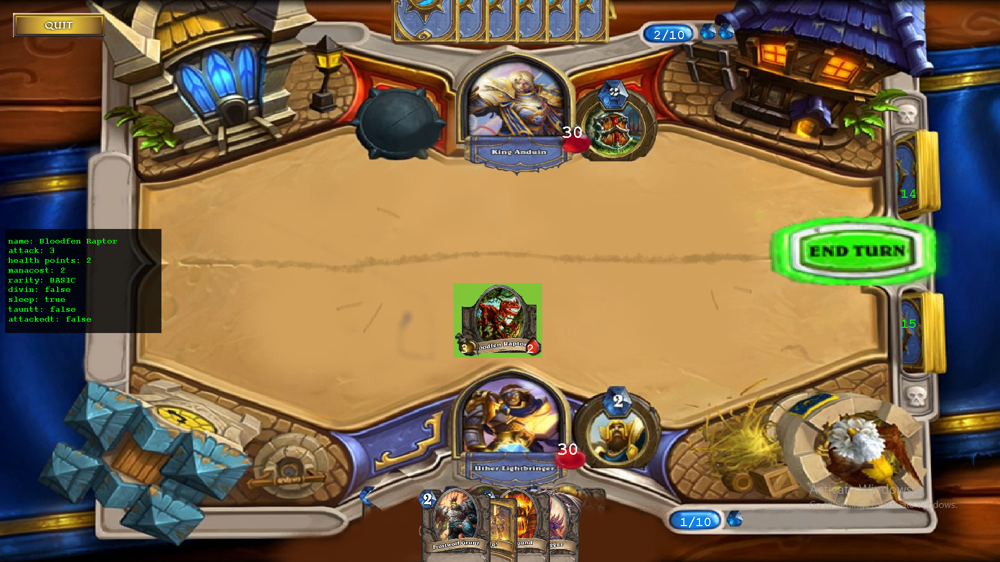 QUIT
2/10
2
30
King Anduin
14
name: Bloodfen Raptor
attack: 3
health points: 2
manacost: 2
rarity: BASIC
divin: false
sleep: true
tauntt: false
attackedt: false
END TURN
15
oodfen Raptor
3
2
2
30
Uther Lightbringer
Activate Windows
Go to Settings to activate Windows.
2
1/10
Frostwolf Grunt
lp!
ound
ggus